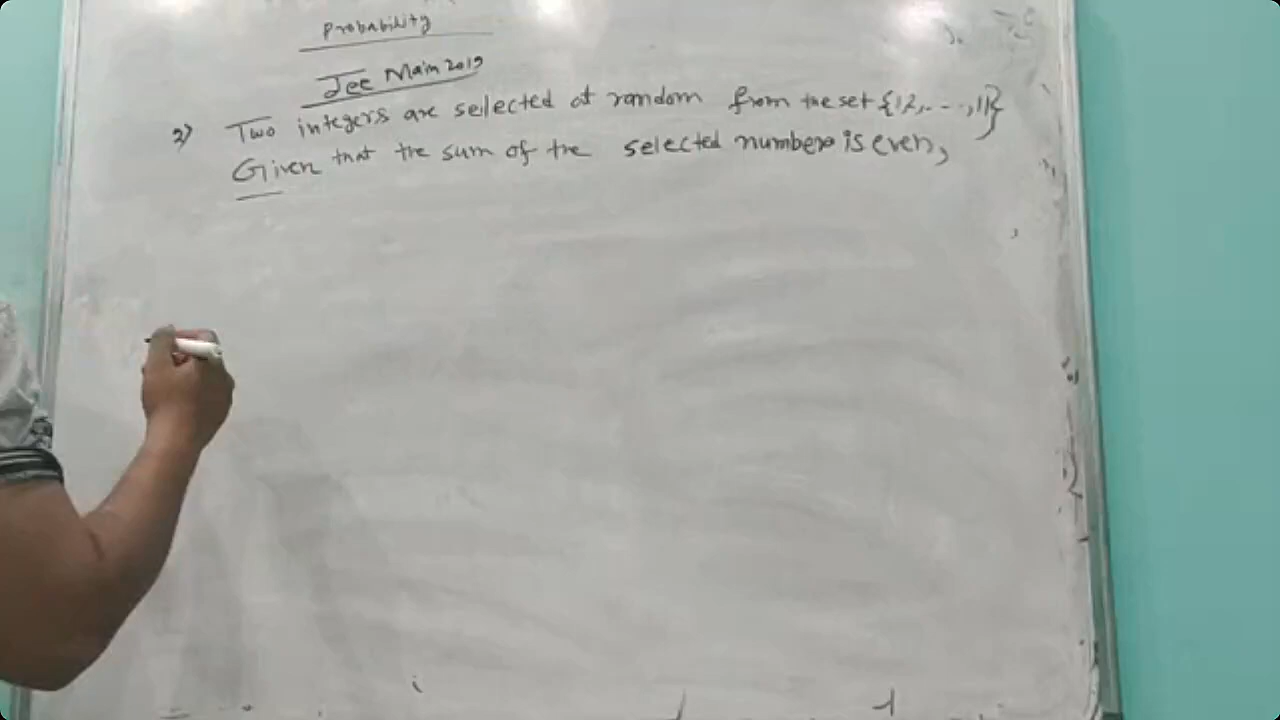 Probability
Jee Main 2019
2) Two integers are selected at random from the set {1,2,----,11}
Given that the sum of the selected numbers is even,